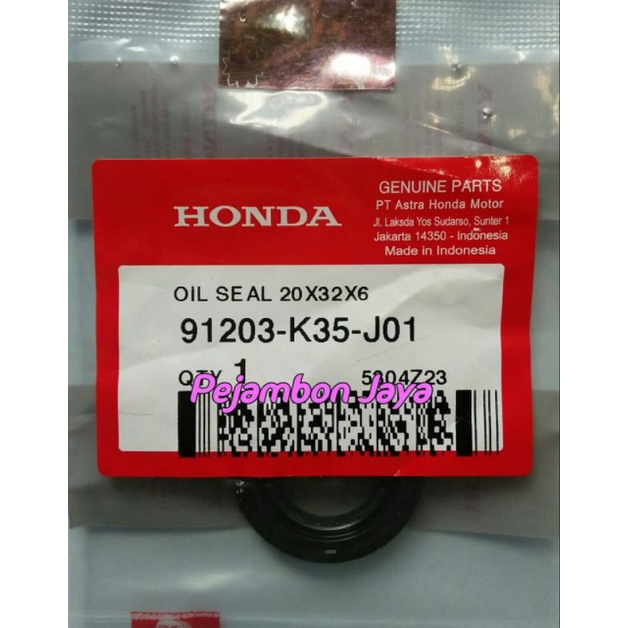 GENUINE PARTS
PT Astra Honda Motor
Jl. Laksda Yos Sudarso, Sunter 1
Jakarta 14350 - Indonesia
Made in Indonesia
HONDA
OIL SEAL 20X32X6
91203-K35-J01
QTY 1 5204Z23
Pejambon Jaya